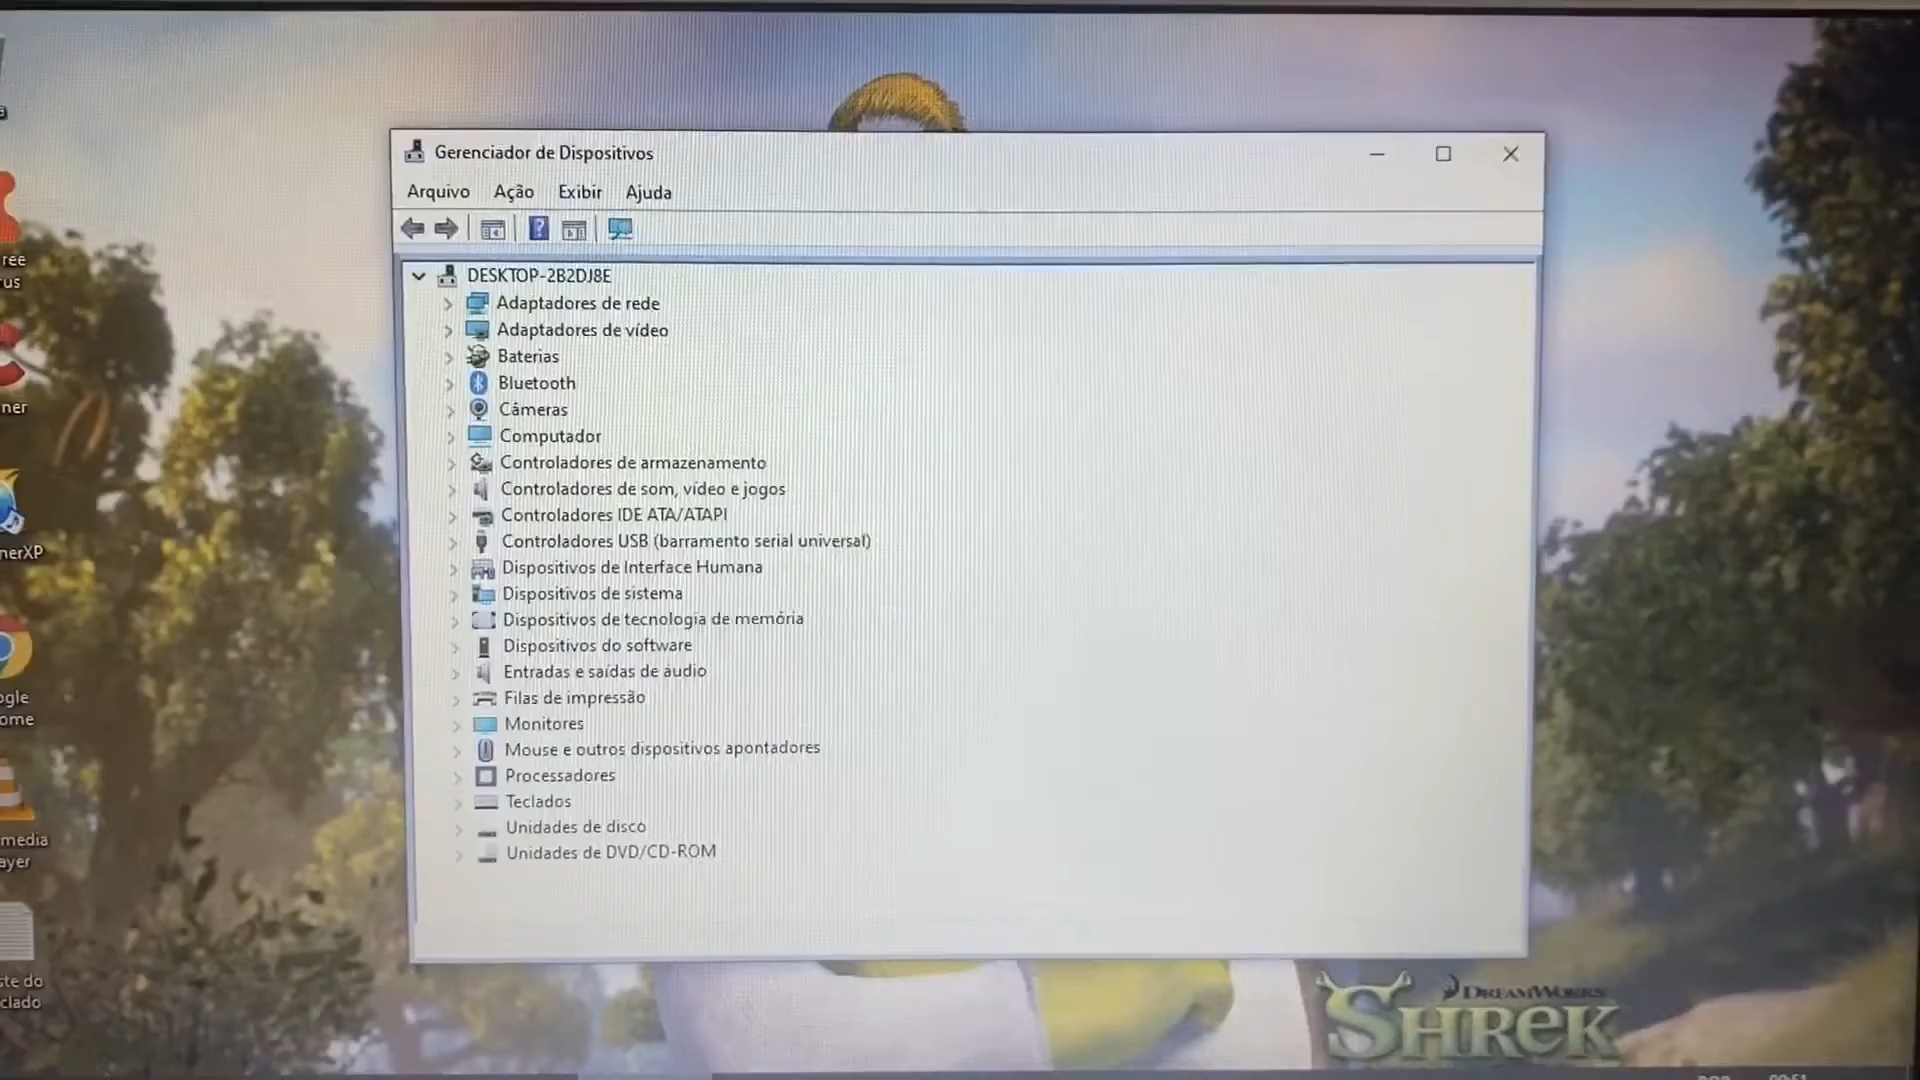 Gerenciador de Dispositivos
Arquivo Ação Exibir Ajuda
DESKTOP-2B2DJ8E
Adaptadores de rede
Adaptadores de vídeo
Baterias
Bluetooth
Câmeras
Computador
Controladores de armazenamento
Controladores de som, vídeo e jogos
Controladores IDE ATA/ATAPI
Controladores USB (barramento serial universal)
Dispositivos de Interface Humana
Dispositivos de sistema
Dispositivos de tecnologia de memória
Dispositivos do software
Entradas e saídas de áudio
Filas de impressão
Monitores
Mouse e outros dispositivos apontadores
Processadores
Teclados
Unidades de disco
Unidades de DVD/CD-ROM
ree
rus
ner
nerXP
ogle
ome
media
ayer
ste do
clado
DREAMWORKS
SHREK